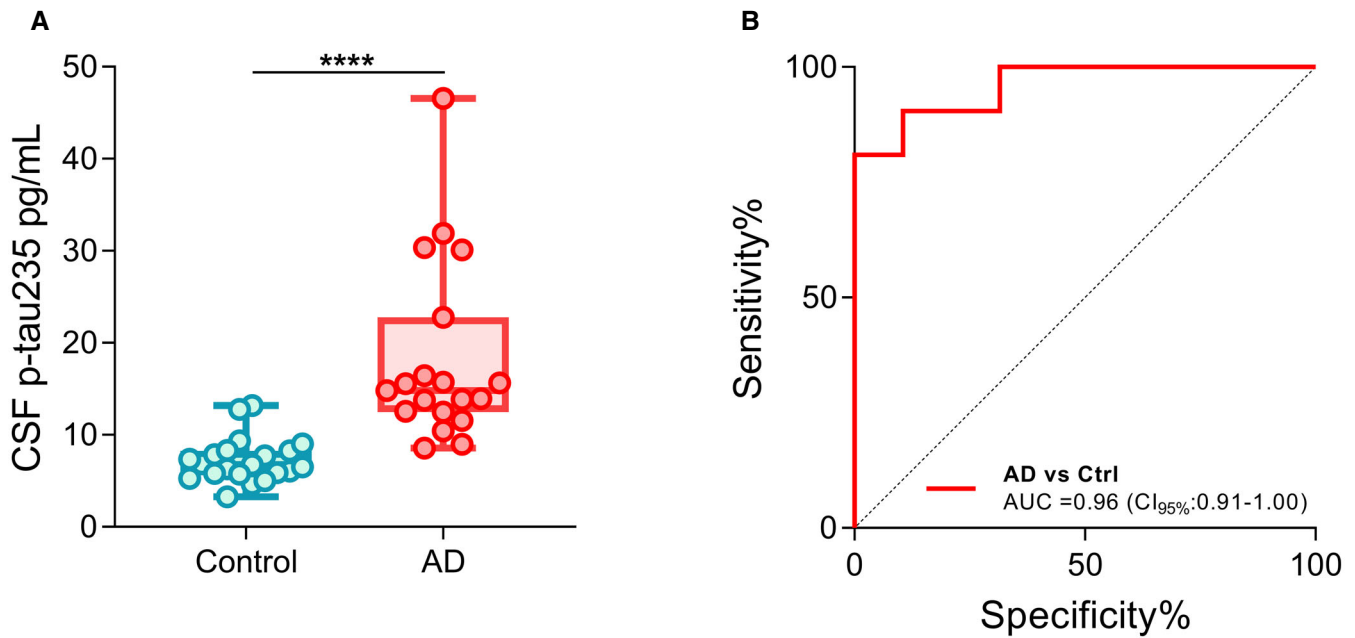 A
CSF p-tau235 pg/mL
50
40
30
20
10
0
****
Control
AD
B
Sensitivity%
100
50
0
AD vs Ctrl
AUC =0.96 (CI95%:0.91-1.00)
0
50
100
Specificity%